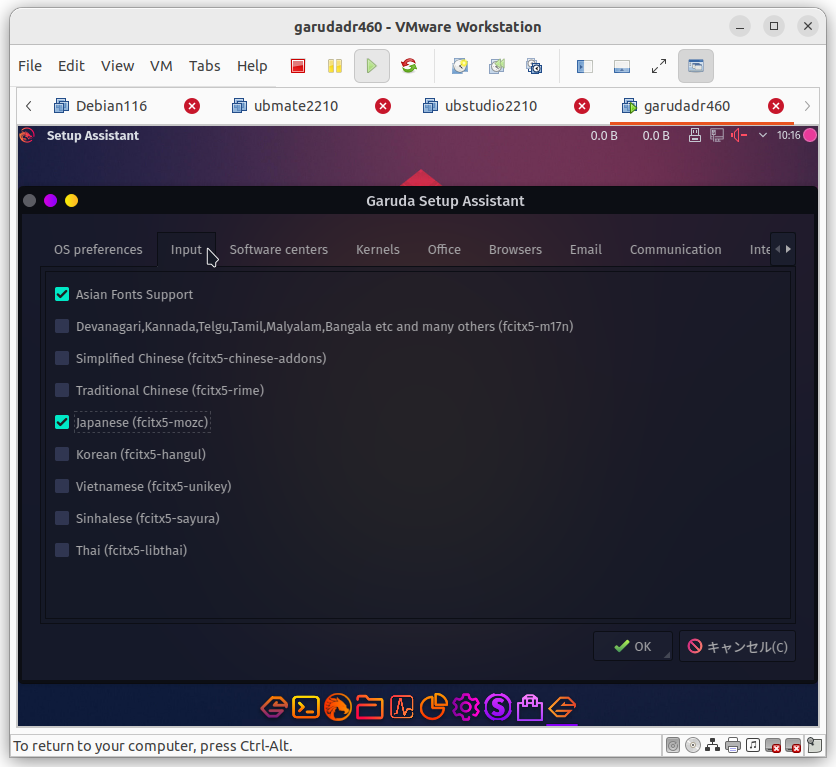 garudadr460 - VMware Workstation
File Edit View VM Tabs Help
Debian116 ubmate2210 ubstudio2210 garudadr460
Setup Assistant 0.0 B 0.0 B 10:16
Garuda Setup Assistant
OS preferences Input Software centers Kernels Office Browsers Email Communication Inte
Asian Fonts Support
Devanagari,Kannada,Telgu,Tamil,Malyalam,Bangala etc and many others (fcitx5-m17n)
Simplified Chinese (fcitx5-chinese-addons)
Traditional Chinese (fcitx5-rime)
Japanese (fcitx5-mozc)
Korean (fcitx5-hangul)
Vietnamese (fcitx5-unikey)
Sinhalese (fcitx5-sayura)
Thai (fcitx5-libthai)
OK キャンセル(C)
To return to your computer, press Ctrl-Alt.